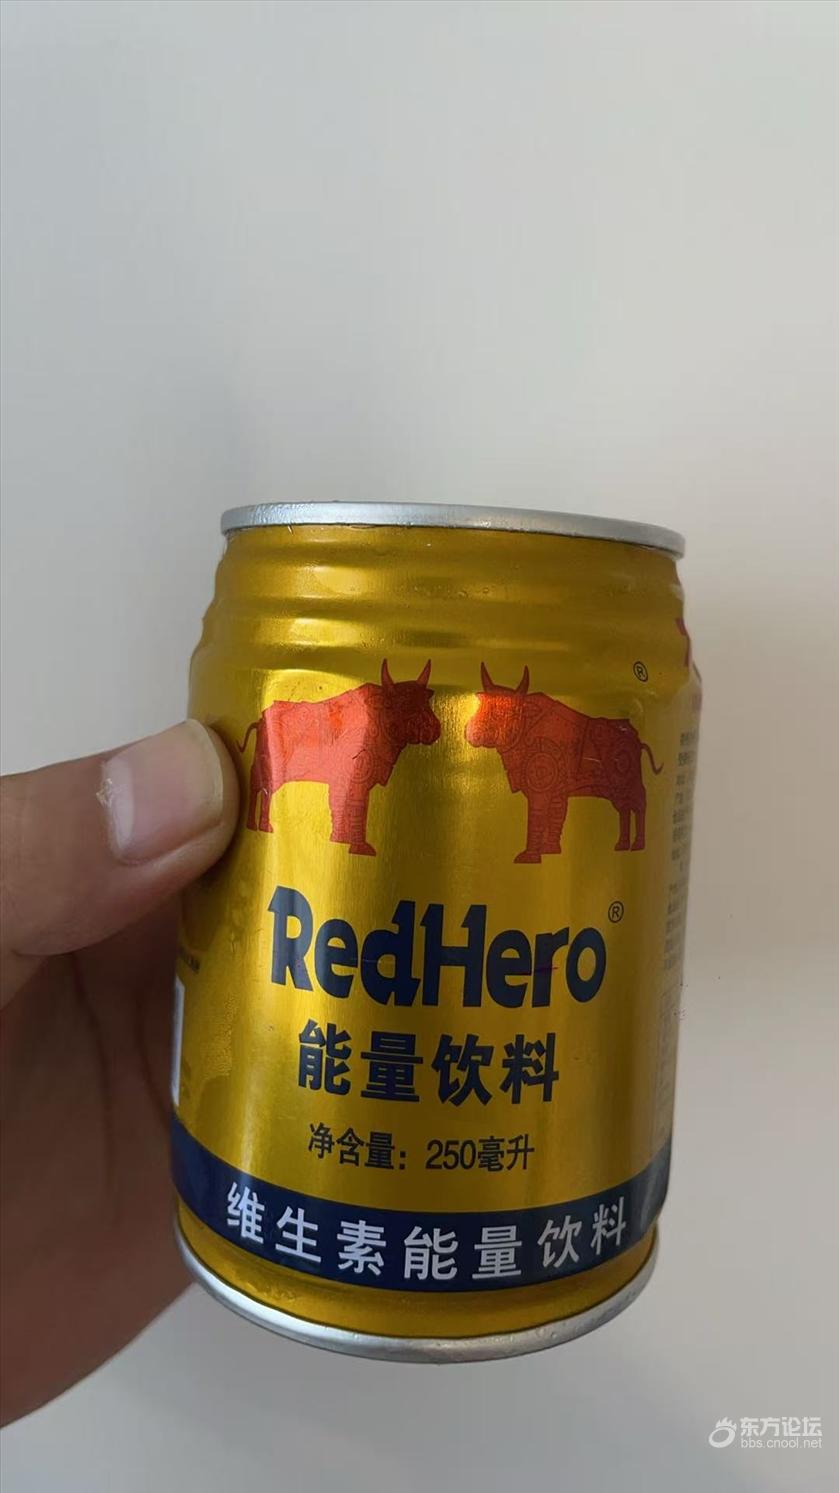 ®
RedHero®
能量饮料
净含量：250毫升
维生素能量饮料
东方论坛
bbs.cnool.net